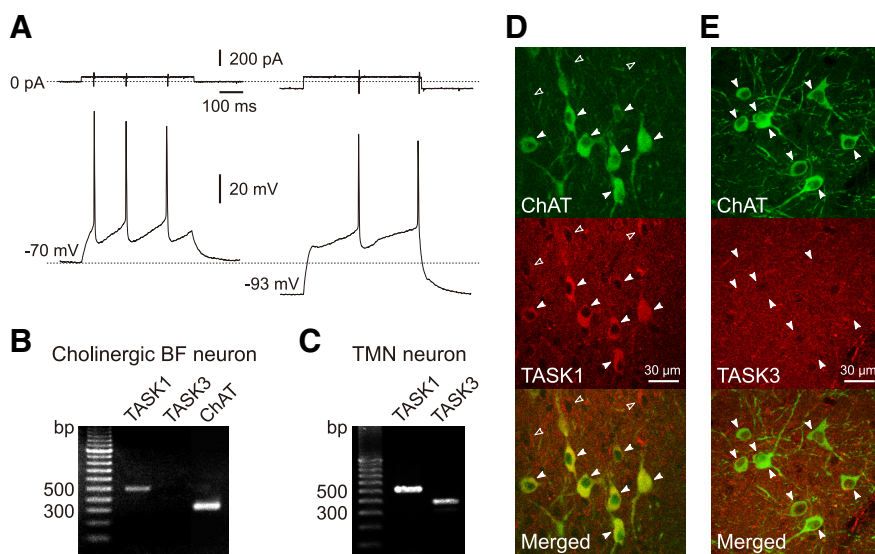 A
200 pA
0 pA
100 ms
20 mV
-70 mV
-93 mV
B
Cholinergic BF neuron
TASK1
TASK3
ChAT
bp
500
300
C
TMN neuron
TASK1
TASK3
bp
500
300
D
ChAT
TASK1
30 µm
Merged
E
ChAT
TASK3
30 µm
Merged